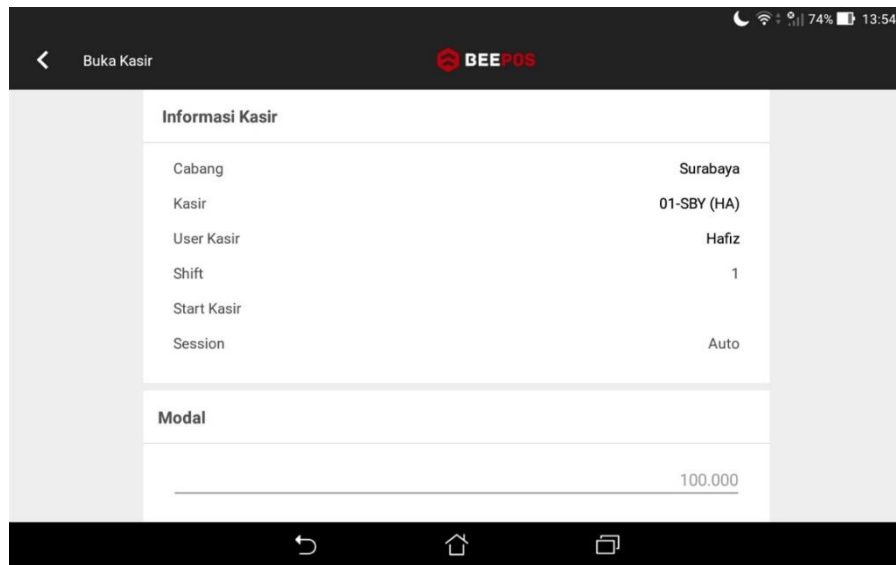 74% 13:54
Buka Kasir BEEPOS
Informasi Kasir
Cabang Surabaya
Kasir 01-SBY (HA)
User Kasir Hafiz
Shift 1
Start Kasir
Session Auto
Modal
100.000